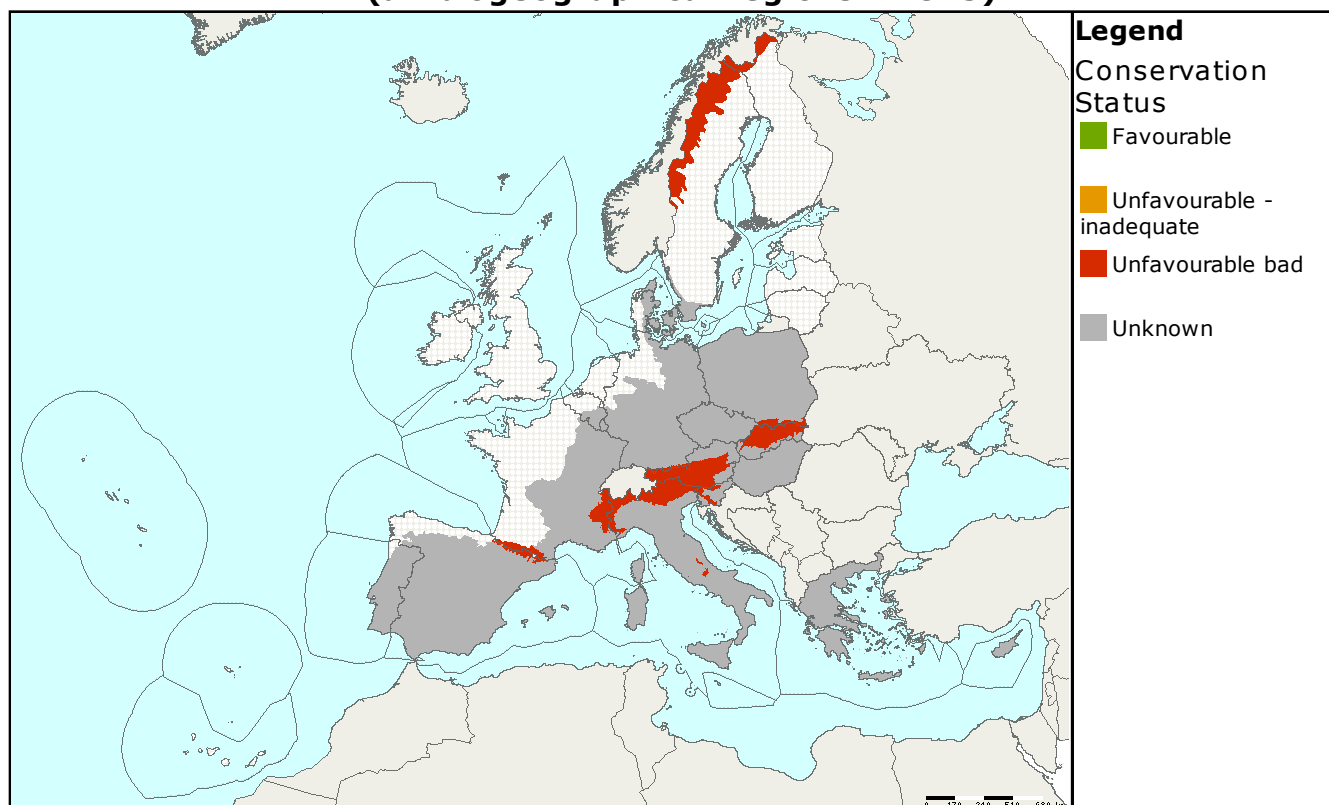 Legend
Conservation
Status
Favourable
Unfavourable -
inadequate
Unfavourable bad
Unknown